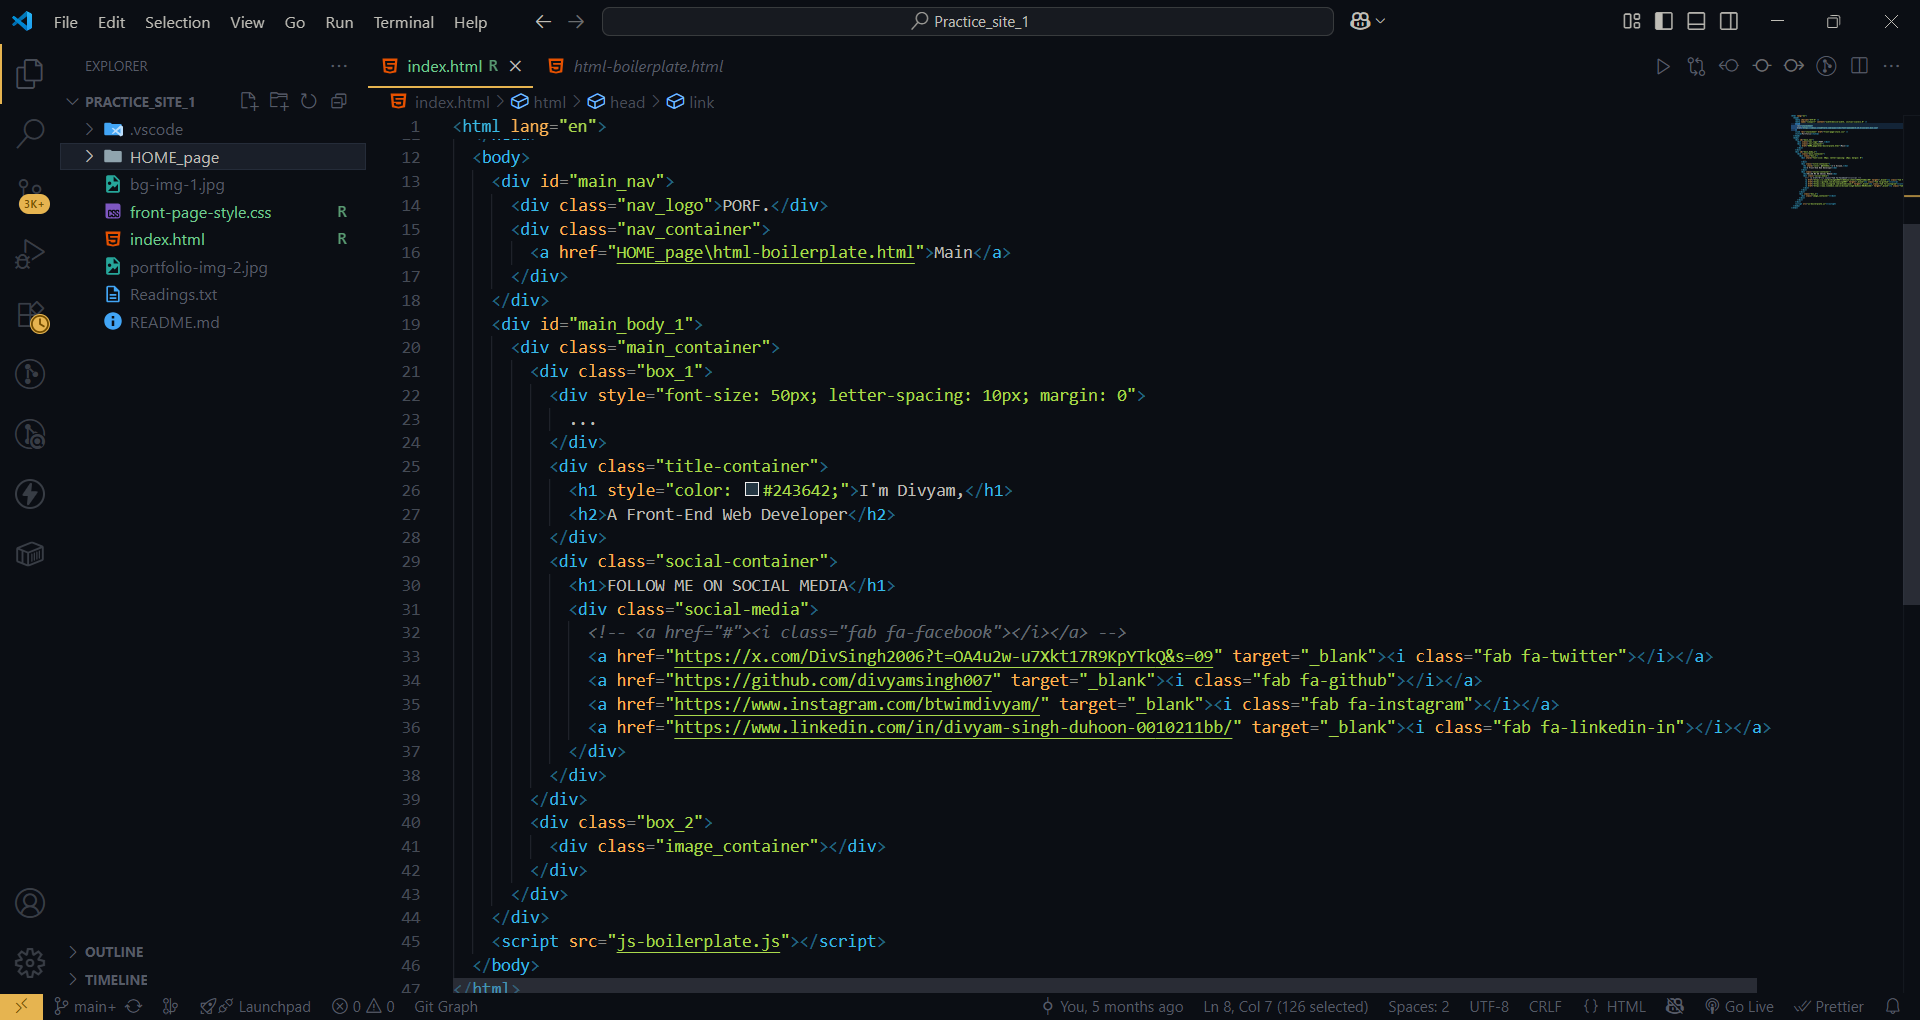 File Edit Selection View Go Run Terminal Help
Practice_site_1
EXPLORER
PRACTICE_SITE_1
.vscode
HOME_page
bg-img-1.jpg
front-page-style.css R
index.html R
portfolio-img-2.jpg
Readings.txt
README.md
3K+
OUTLINE
TIMELINE
index.html R
html-boilerplate.html
index.html > html > head > link
1 <html lang="en">
12 <body>
13 <div id="main_nav">
14 <div class="nav_logo">PORF.</div>
15 <div class="nav_container">
16 <a href="HOME_page\html-boilerplate.html">Main</a>
17 </div>
18 </div>
19 <div id="main_body_1">
20 <div class="main_container">
21 <div class="box_1">
22 <div style="font-size: 50px; letter-spacing: 10px; margin: 0">
23 ...
24 </div>
25 <div class="title-container">
26 <h1 style="color: #243642;">I'm Divyam,</h1>
27 <h2>A Front-End Web Developer</h2>
28 </div>
29 <div class="social-container">
30 <h1>FOLLOW ME ON SOCIAL MEDIA</h1>
31 <div class="social-media">
32 <!-- <a href="#"><i class="fab fa-facebook"></i></a> -->
33 <a href="https://x.com/DivSingh2006?t=OA4u2w-u7Xkt17R9KpYTkQ&s=09" target="_blank"><i class="fab fa-twitter"></i></a>
34 <a href="https://github.com/divyamsingh007" target="_blank"><i class="fab fa-github"></i></a>
35 <a href="https://www.instagram.com/btwimdivyam/" target="_blank"><i class="fab fa-instagram"></i></a>
36 <a href="https://www.linkedin.com/in/divyam-singh-duhoon-0010211bb/" target="_blank"><i class="fab fa-linkedin-in"></i></a>
37 </div>
38 </div>
39 </div>
40 <div class="box_2">
41 <div class="image_container"></div>
42 </div>
43 </div>
44 </div>
45 <script src="js-boilerplate.js"></script>
46 </body>
47 </html>
main+ Launchpad 0 0 Git Graph You, 5 months ago Ln 8, Col 7 (126 selected) Spaces: 2 UTF-8 CRLF {} HTML Go Live Prettier